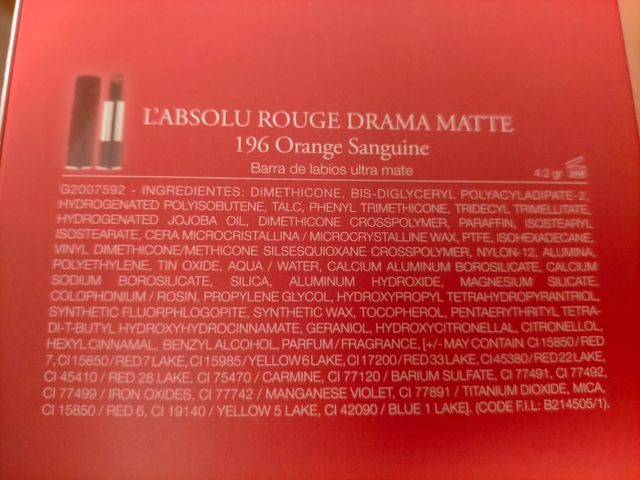 L'ABSOLU ROUGE DRAMA MATTE
196 Orange Sanguine
Barra de labios ultra mate
4.2 gr 24M
G2007592 - INGREDIENTES: DIMETHICONE, BIS-DIGLYCERYL POLYACYLADIPATE-2,
HYDROGENATED POLYISOBUTENE, TALC, PHENYL TRIMETHICONE, TRIDECYL TRIMELLITATE,
HYDROGENATED JOJOBA OIL, DIMETHICONE CROSSPOLYMER, PARAFFIN, ISOSTEARYL
ISOSTEARATE, CERA MICROCRISTALLINA / MICROCRYSTALLINE WAX, PTFE, ISOHEXADECANE,
VINYL DIMETHICONE/METHICONE SILSESQUIOXANE CROSSPOLYMER, NYLON-12, ALUMINA,
POLYETHYLENE, TIN OXIDE, AQUA / WATER, CALCIUM ALUMINUM BOROSILICATE, CALCIUM
SODIUM BOROSILICATE, SILICA, ALUMINUM HYDROXIDE, MAGNESIUM SILICATE,
COLOPHONIUM / ROSIN, PROPYLENE GLYCOL, HYDROXYPROPYL TETRAHYDROPYRANTRIOL,
SYNTHETIC FLUORPHLOGOPITE, SYNTHETIC WAX, TOCOPHEROL, PENTAERYTHRITYL TETRA-
DI-T-BUTYL HYDROXYHYDROCINNAMATE, GERANIOL, HYDROXYCITRONELLAL, CITRONELLOL,
HEXYL CINNAMAL, BENZYL ALCOHOL, PARFUM / FRAGRANCE, [+/- MAY CONTAIN CI 15850 / RED
7, CI 15850 / RED 7 LAKE, CI 15985 / YELLOW 6 LAKE, CI 17200 / RED 33 LAKE, CI 45380 / RED 22 LAKE,
CI 45410 / RED 28 LAKE, CI 75470 / CARMINE, CI 77120 / BARIUM SULFATE, CI 77491, CI 77492,
CI 77499 / IRON OXIDES, CI 77742 / MANGANESE VIOLET, CI 77891 / TITANIUM DIOXIDE, MICA,
CI 15850 / RED 6, CI 19140 / YELLOW 5 LAKE, CI 42090 / BLUE 1 LAKE]. (CODE F.I.L: B214505/1).